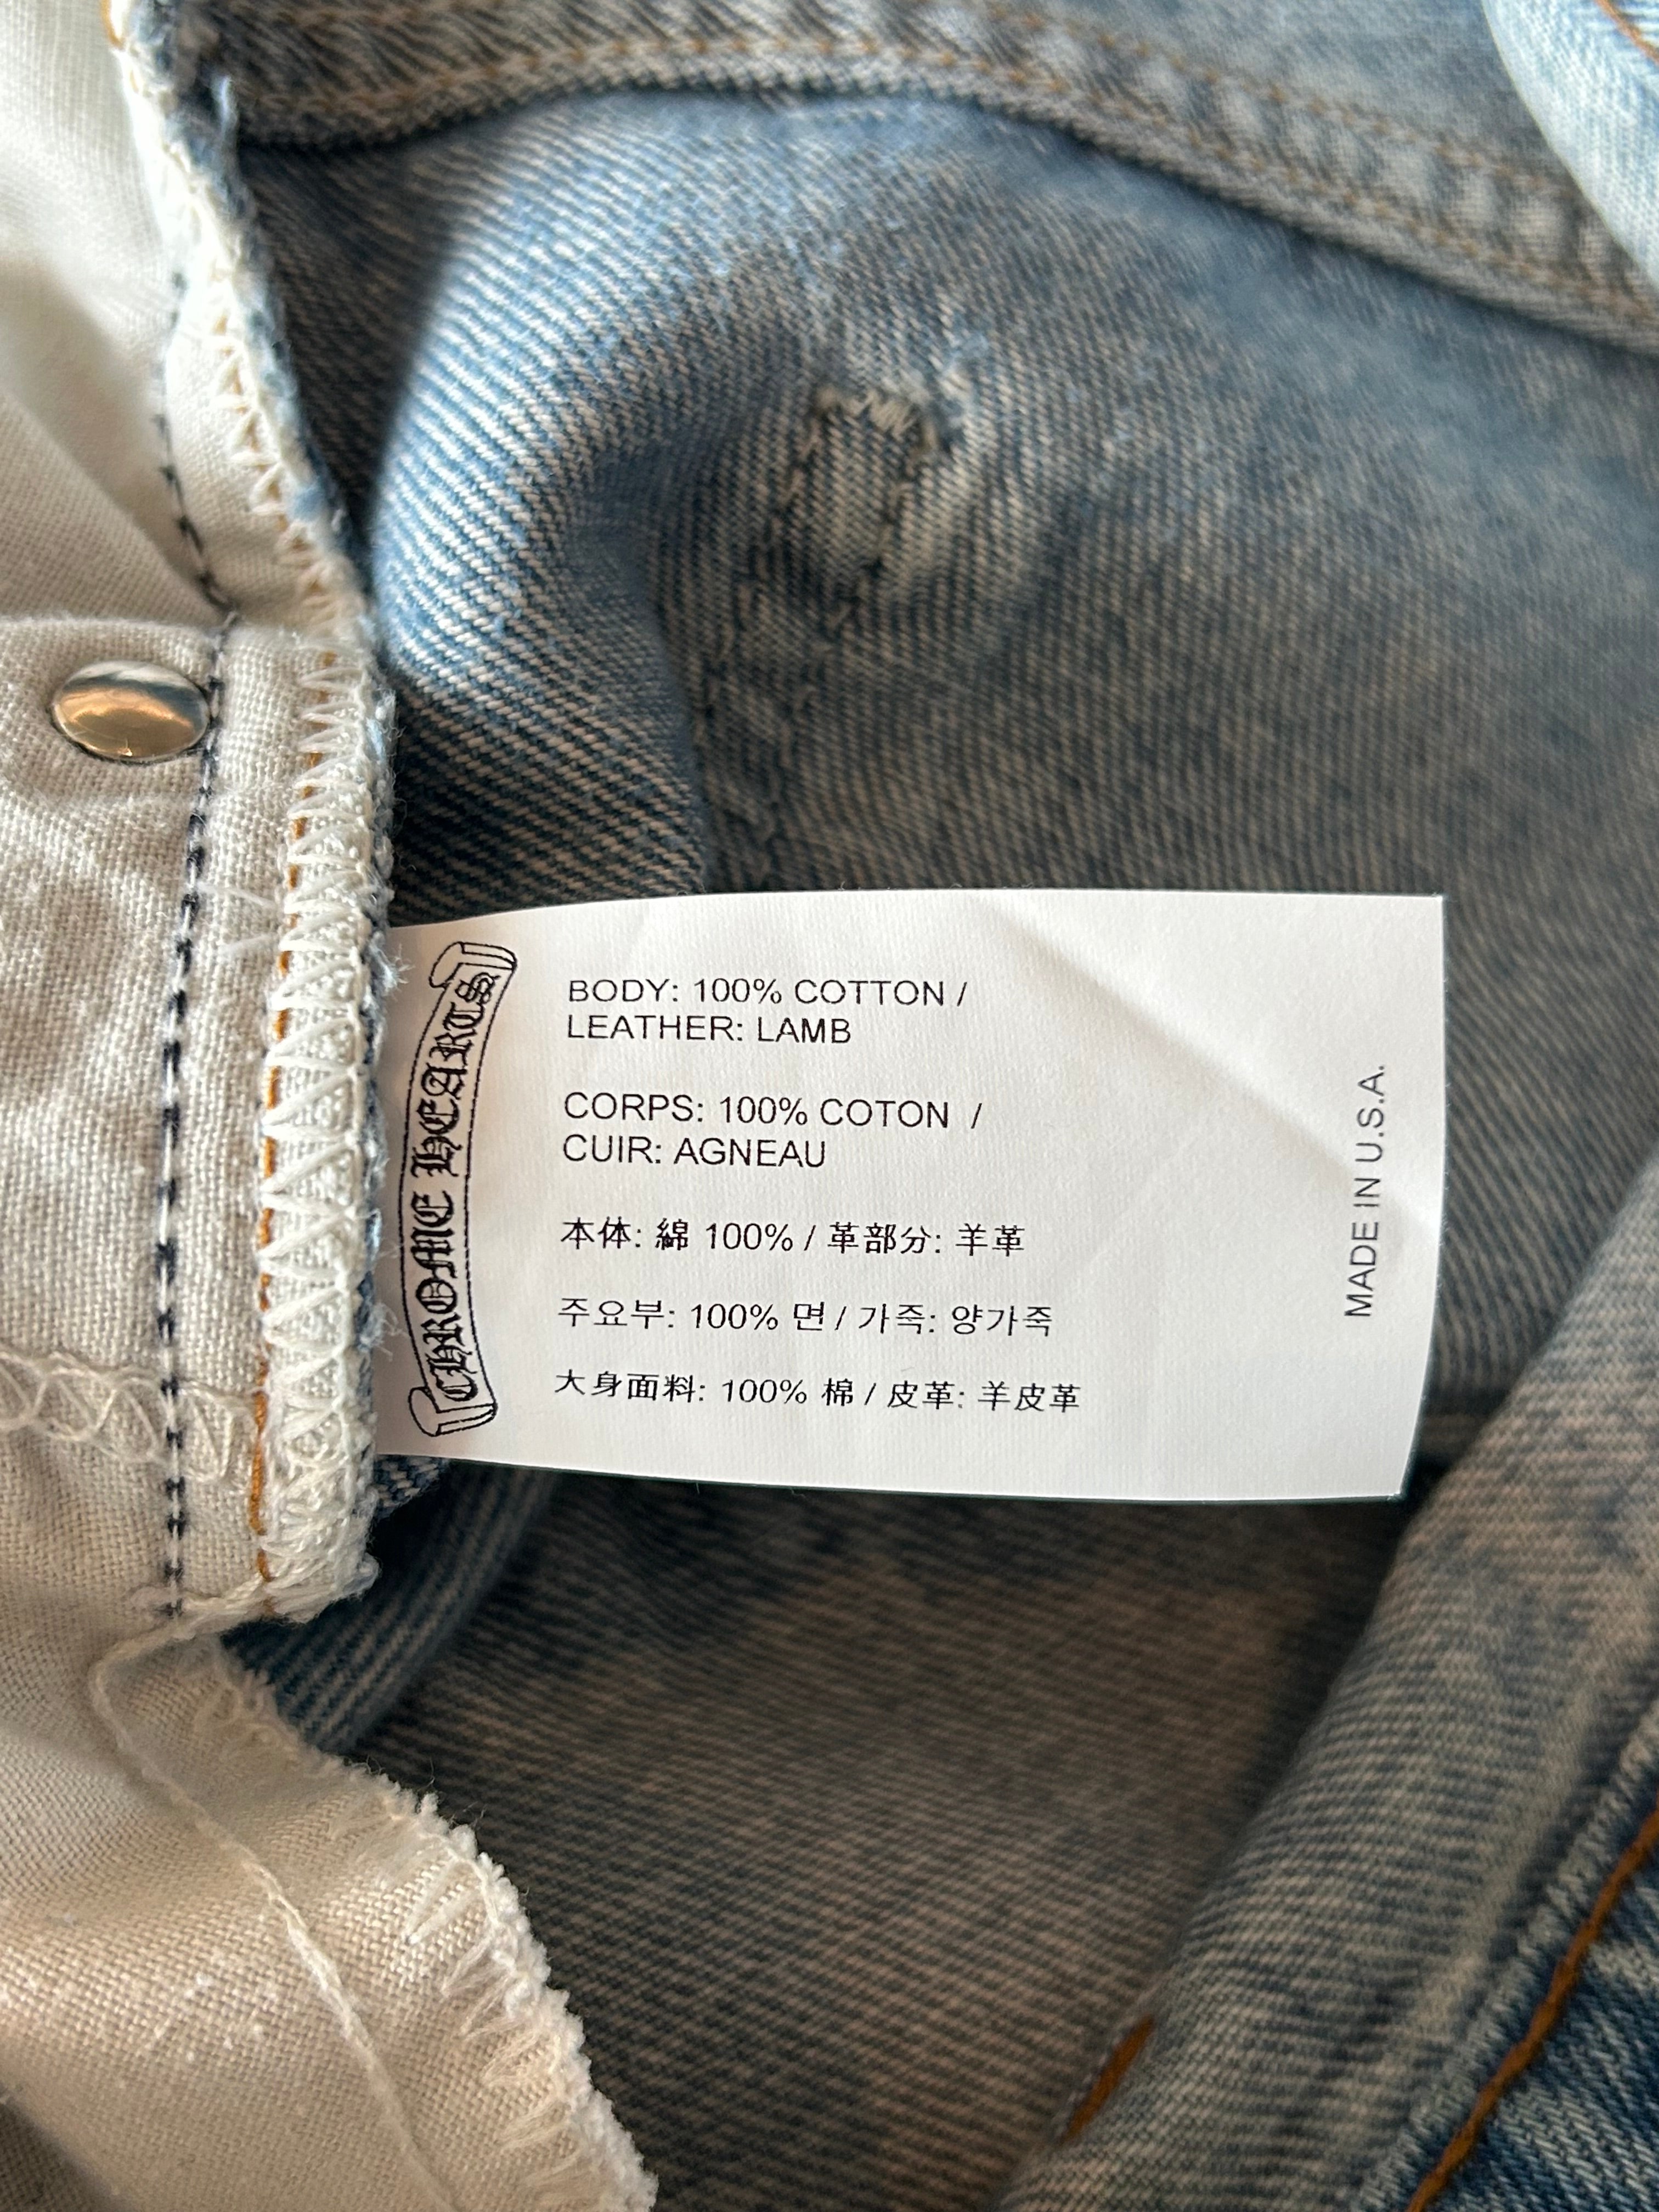 CHROME HEARTS
BODY: 100% COTTON /
LEATHER: LAMB
CORPS: 100% COTON /
CUIR: AGNEAU
本体: 綿 100% / 革部分: 羊革
주요부: 100% 면 / 가죽: 양가죽
大身面料: 100% 棉 / 皮革: 羊皮革
MADE IN U.S.A.